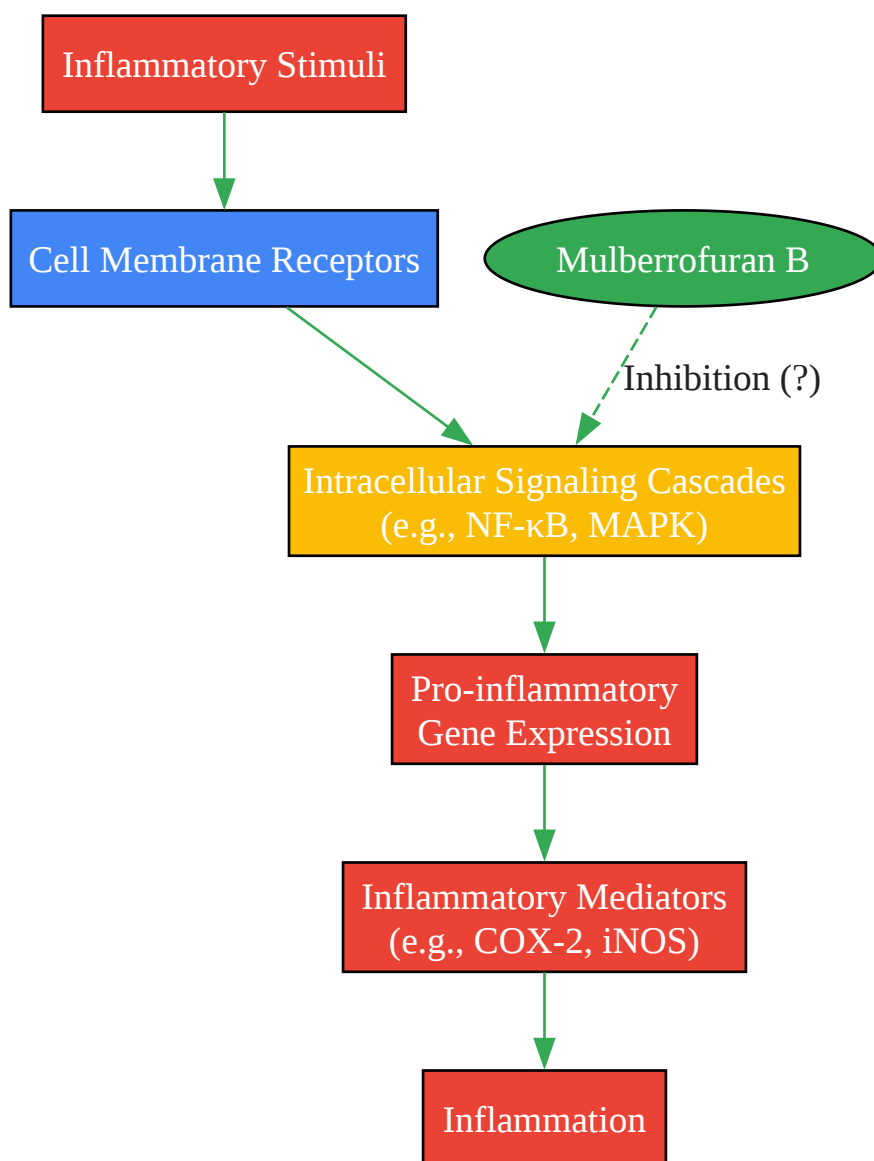 Inflammatory Stimuli
Cell Membrane Receptors
Mulberrofuran B
Inhibition (?)
Intracellular Signaling Cascades
(e.g., NF-κB, MAPK)
Pro-inflammatory
Gene Expression
Inflammatory Mediators
(e.g., COX-2, iNOS)
Inflammation